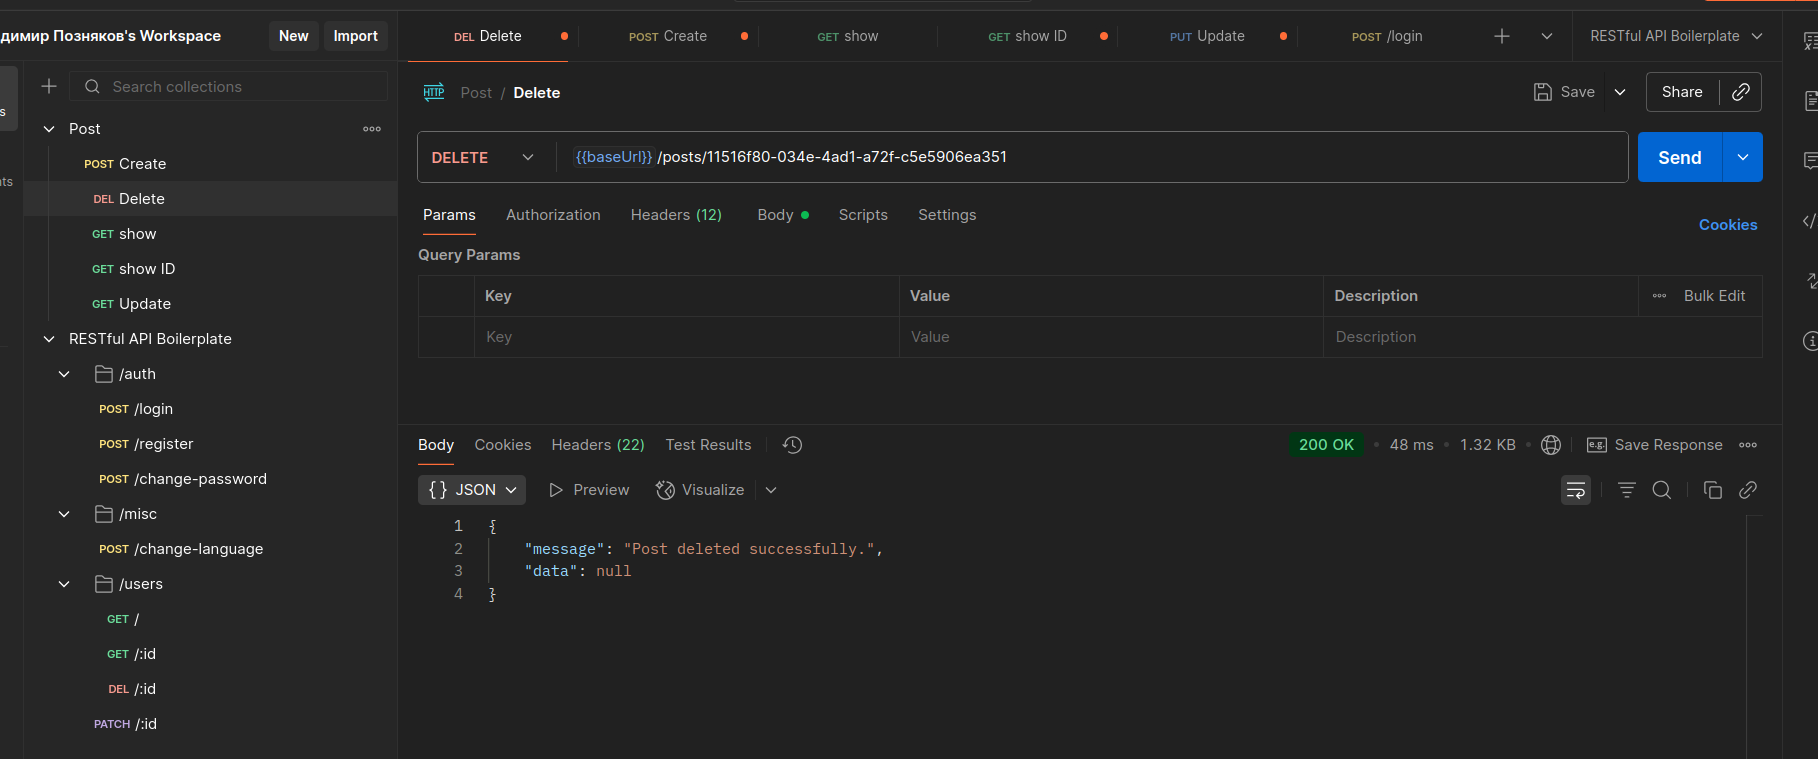 димир Позняков's Workspace
New
Import
Search collections
Post
POST Create
DEL Delete
GET show
GET show ID
GET Update
RESTful API Boilerplate
/auth
POST /login
POST /register
POST /change-password
/misc
POST /change-language
/users
GET /
GET /:id
DEL /:id
PATCH /:id
s
ts
DEL Delete
POST Create
GET show
GET show ID
PUT Update
POST /login
RESTful API Boilerplate
HTTP Post / Delete
Save
Share
DELETE
{{baseUrl}} /posts/11516f80-034e-4ad1-a72f-c5e5906ea351
Send
Params Authorization Headers (12) Body Scripts Settings
Cookies
Query Params
Key Value Description Bulk Edit
Key Value Description
Body Cookies Headers (22) Test Results
200 OK 48 ms 1.32 KB e.g. Save Response
{} JSON Preview Visualize
1 {
2 "message": "Post deleted successfully.",
3 "data": null
4 }